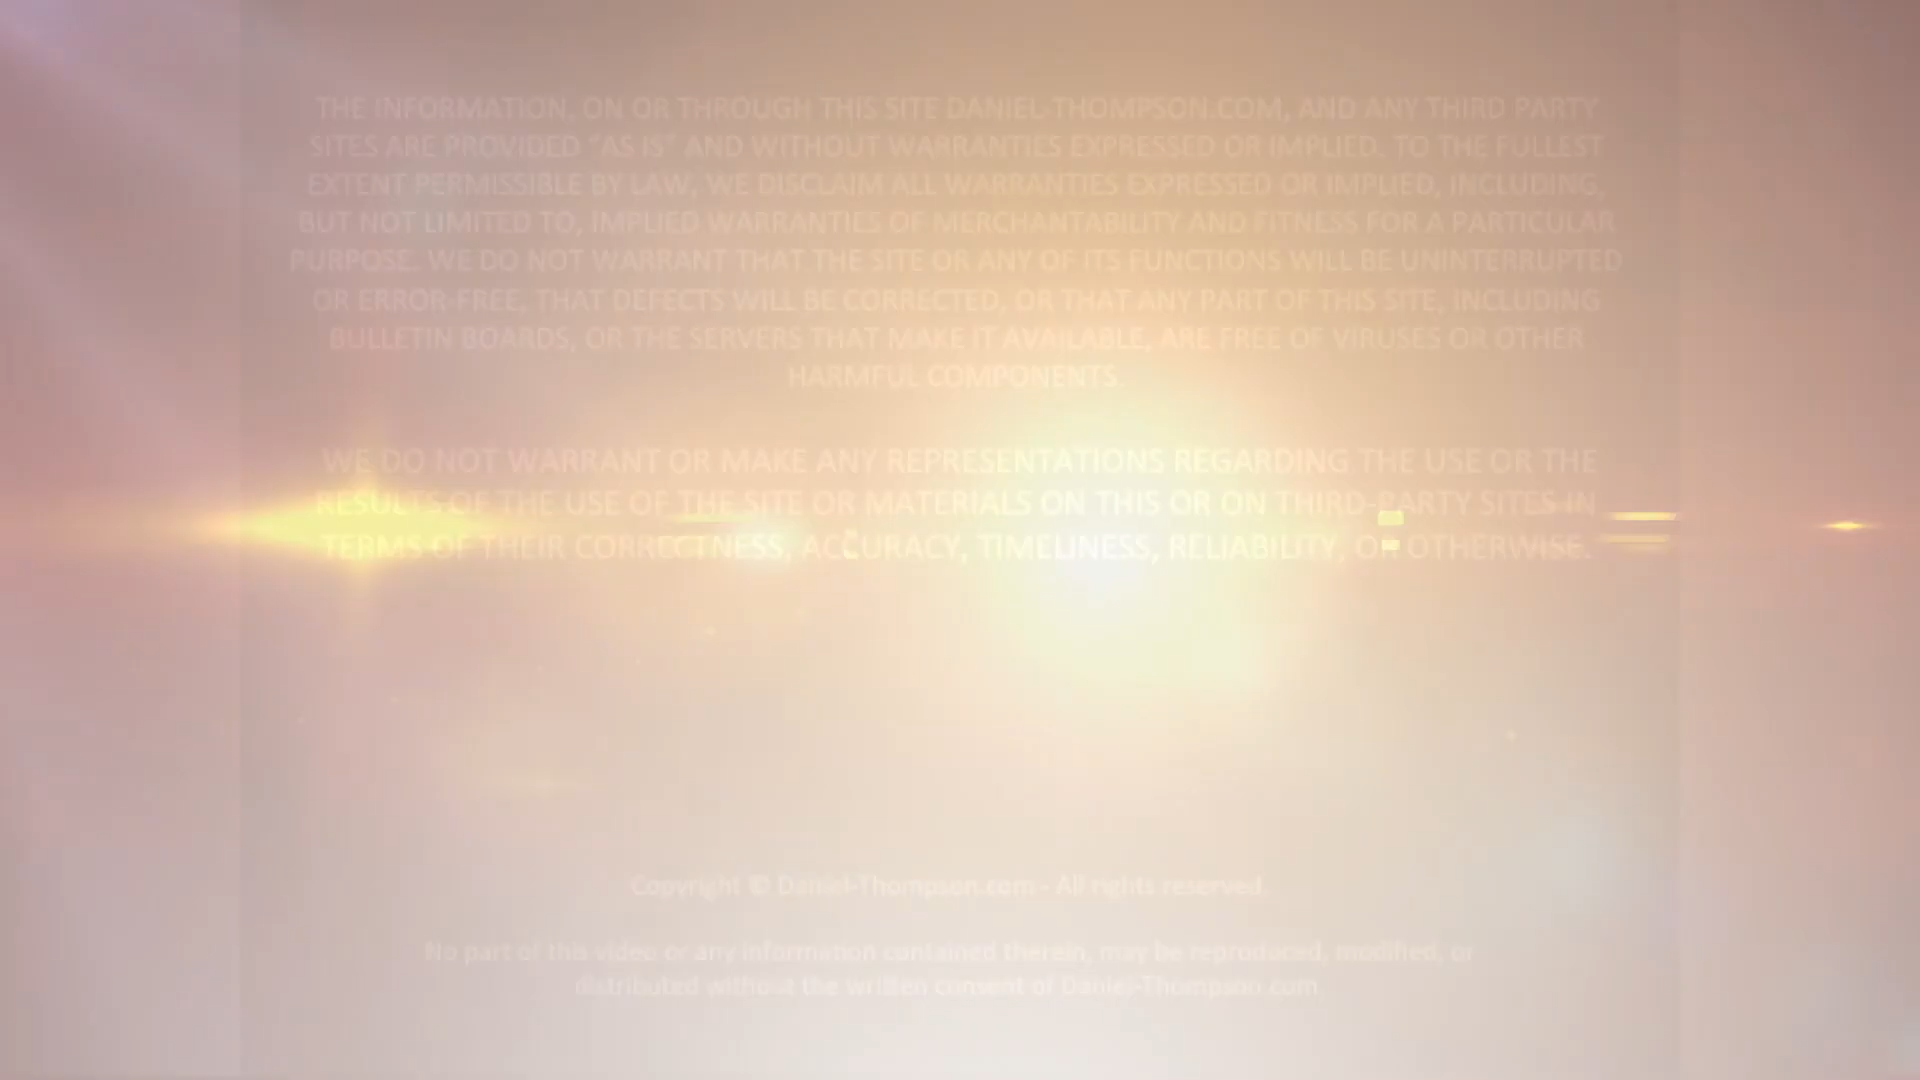 THE INFORMATION, ON OR THROUGH THIS SITE DANIEL-THOMPSON.COM, AND ANY THIRD PARTY
SITES ARE PROVIDED "AS IS" AND WITHOUT WARRANTIES EXPRESSED OR IMPLIED. TO THE FULLEST
EXTENT PERMISSIBLE BY LAW, WE DISCLAIM ALL WARRANTIES EXPRESSED OR IMPLIED, INCLUDING,
BUT NOT LIMITED TO, IMPLIED WARRANTIES OF MERCHANTABILITY AND FITNESS FOR A PARTICULAR
PURPOSE. WE DO NOT WARRANT THAT THE SITE OR ANY OF ITS FUNCTIONS WILL BE UNINTERRUPTED
OR ERROR-FREE, THAT DEFECTS WILL BE CORRECTED, OR THAT ANY PART OF THIS SITE, INCLUDING
BULLETIN BOARDS, OR THE SERVERS THAT MAKE IT AVAILABLE, ARE FREE OF VIRUSES OR OTHER
HARMFUL COMPONENTS.
WE DO NOT WARRANT OR MAKE ANY REPRESENTATIONS REGARDING THE USE OR THE
RESULTS OF THE USE OF THE SITE OR MATERIALS ON THIS OR ON THIRD-PARTY SITES IN
TERMS OF THEIR CORRECTNESS, ACCURACY, TIMELINESS, RELIABILITY, OR OTHERWISE.
Copyright © Daniel-Thompson.com - All rights reserved.
No part of this video or any information contained therein, may be reproduced, modified, or
distributed without the written consent of Daniel-Thompson.com.